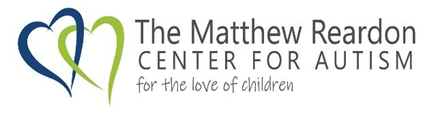 The Matthew Reardon
CENTER FOR AUTISM
for the love of children